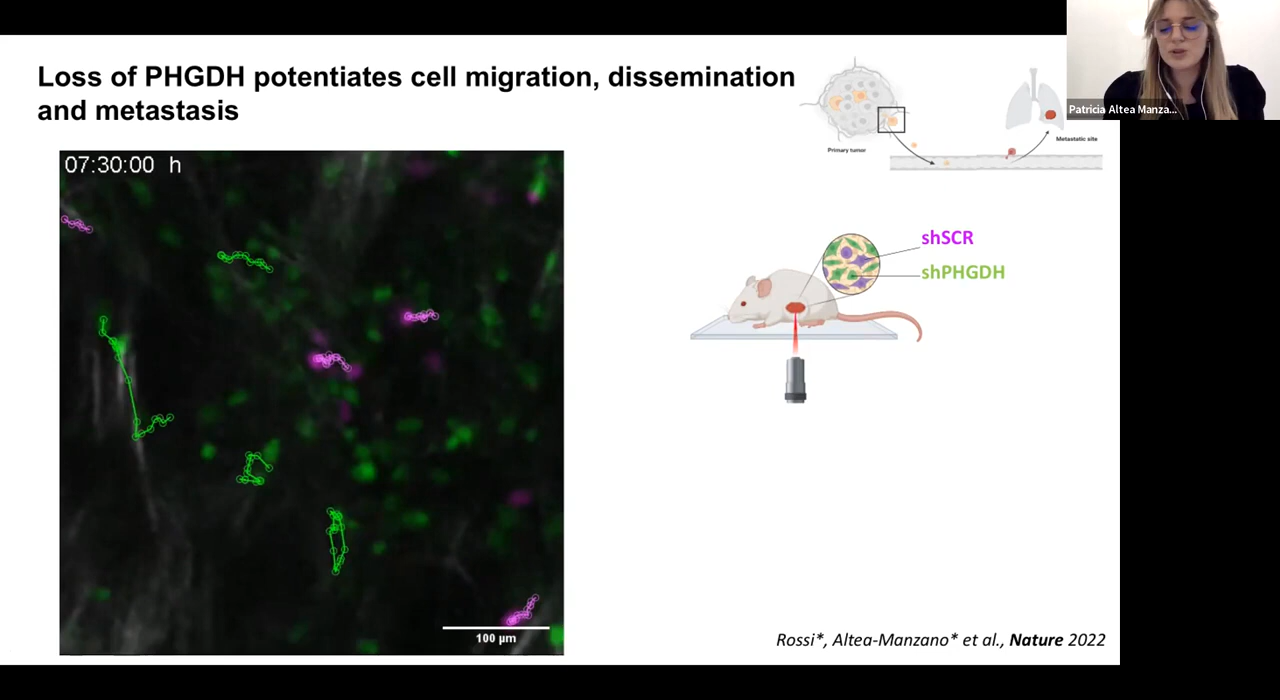 Loss of PHGDH potentiates cell migration, dissemination
and metastasis
Patricia Altea Manza...
Primary tumor
Metastatic site
07:30:00 h
shSCR
shPHGDH
100 µm
Rossi*, Altea-Manzano* et al., Nature 2022